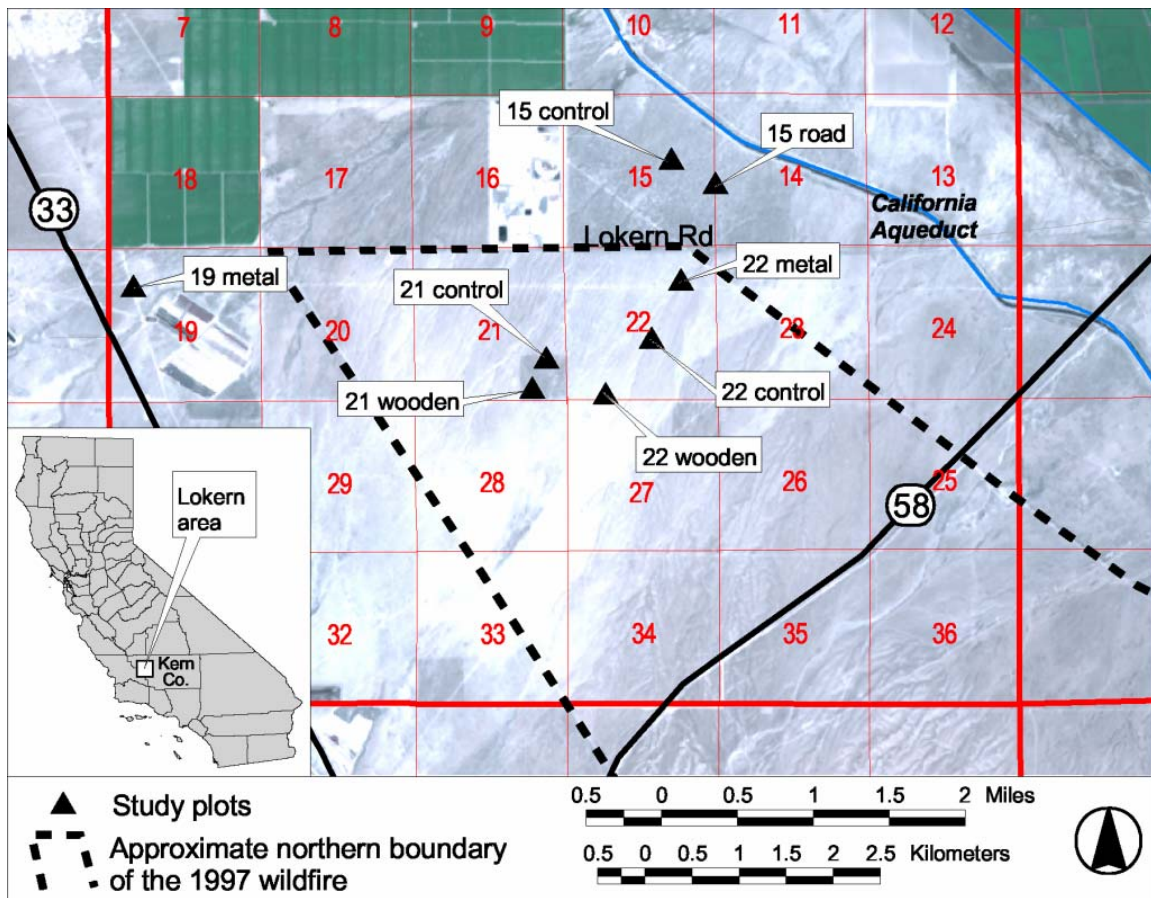 7
8
9
10
11
12
15 control
15 road
18
17
16
15
14
13
33
California
Aqueduct
Lokern Rd
19 metal
21 control
22 metal
19
20
21
22
23
24
21 wooden
22 control
22 wooden
29
28
27
26
25
58
Lokern
area
Kern
Co.
32
33
34
35
36
Study plots
Approximate northern boundary
of the 1997 wildfire
0.5 0 0.5 1 1.5 2 Miles
0.5 0 0.5 1 1.5 2 2.5 Kilometers